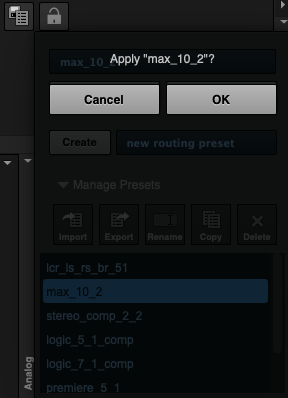 max_10_2
Apply "max_10_2"?
Cancel
OK
Create
new routing preset
Manage Presets
Import
Export
Rename
Copy
Delete
lcr_ls_rs_br_51
max_10_2
stereo_comp_2_2
logic_5_1_comp
logic_7_1_comp
premiere_5_1
Analog